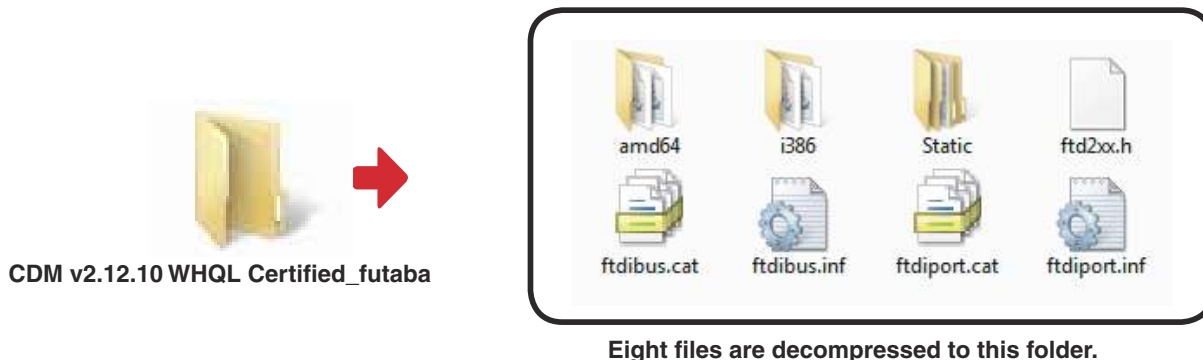 CDM v2.12.10 WHQL Certified_futaba
amd64
i386
Static
ftd2xx.h
ftdibus.cat
ftdibus.inf
ftdiport.cat
ftdiport.inf
Eight files are decompressed to this folder.